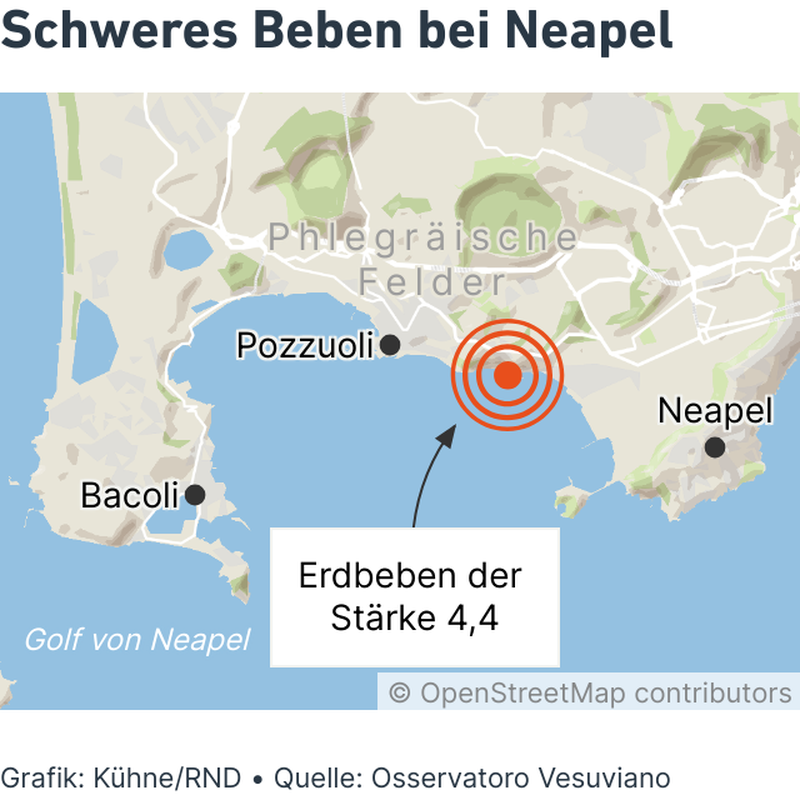 Schweres Beben bei Neapel
Phlegräische
Felder
Pozzuoli
Neapel
Bacoli
Erdbeben der
Stärke 4,4
Golf von Neapel
© OpenStreetMap contributors
Grafik: Kühne/RND • Quelle: Osservatoro Vesuviano